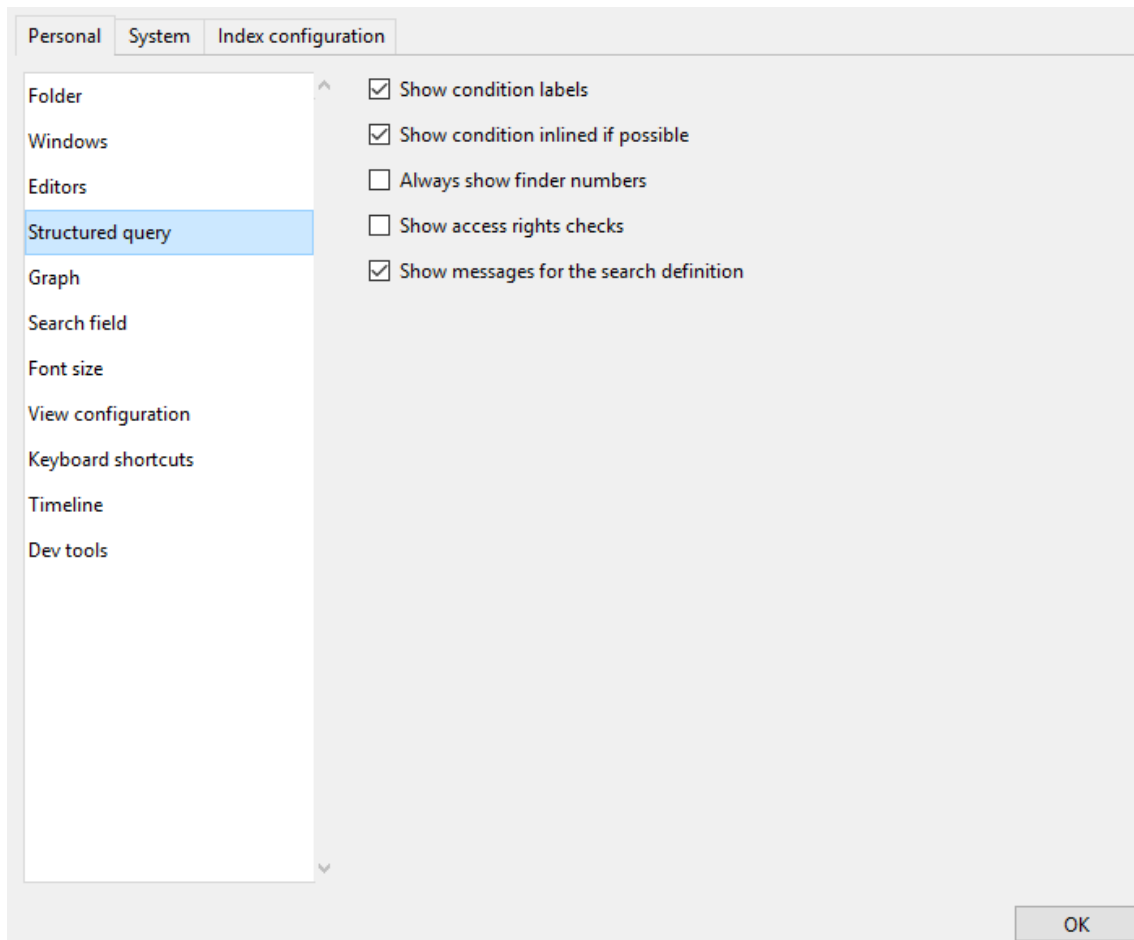 Personal System Index configuration
Folder
Windows
Editors
Structured query
Graph
Search field
Font size
View configuration
Keyboard shortcuts
Timeline
Dev tools
Show condition labels
Show condition inlined if possible
Always show finder numbers
Show access rights checks
Show messages for the search definition
OK